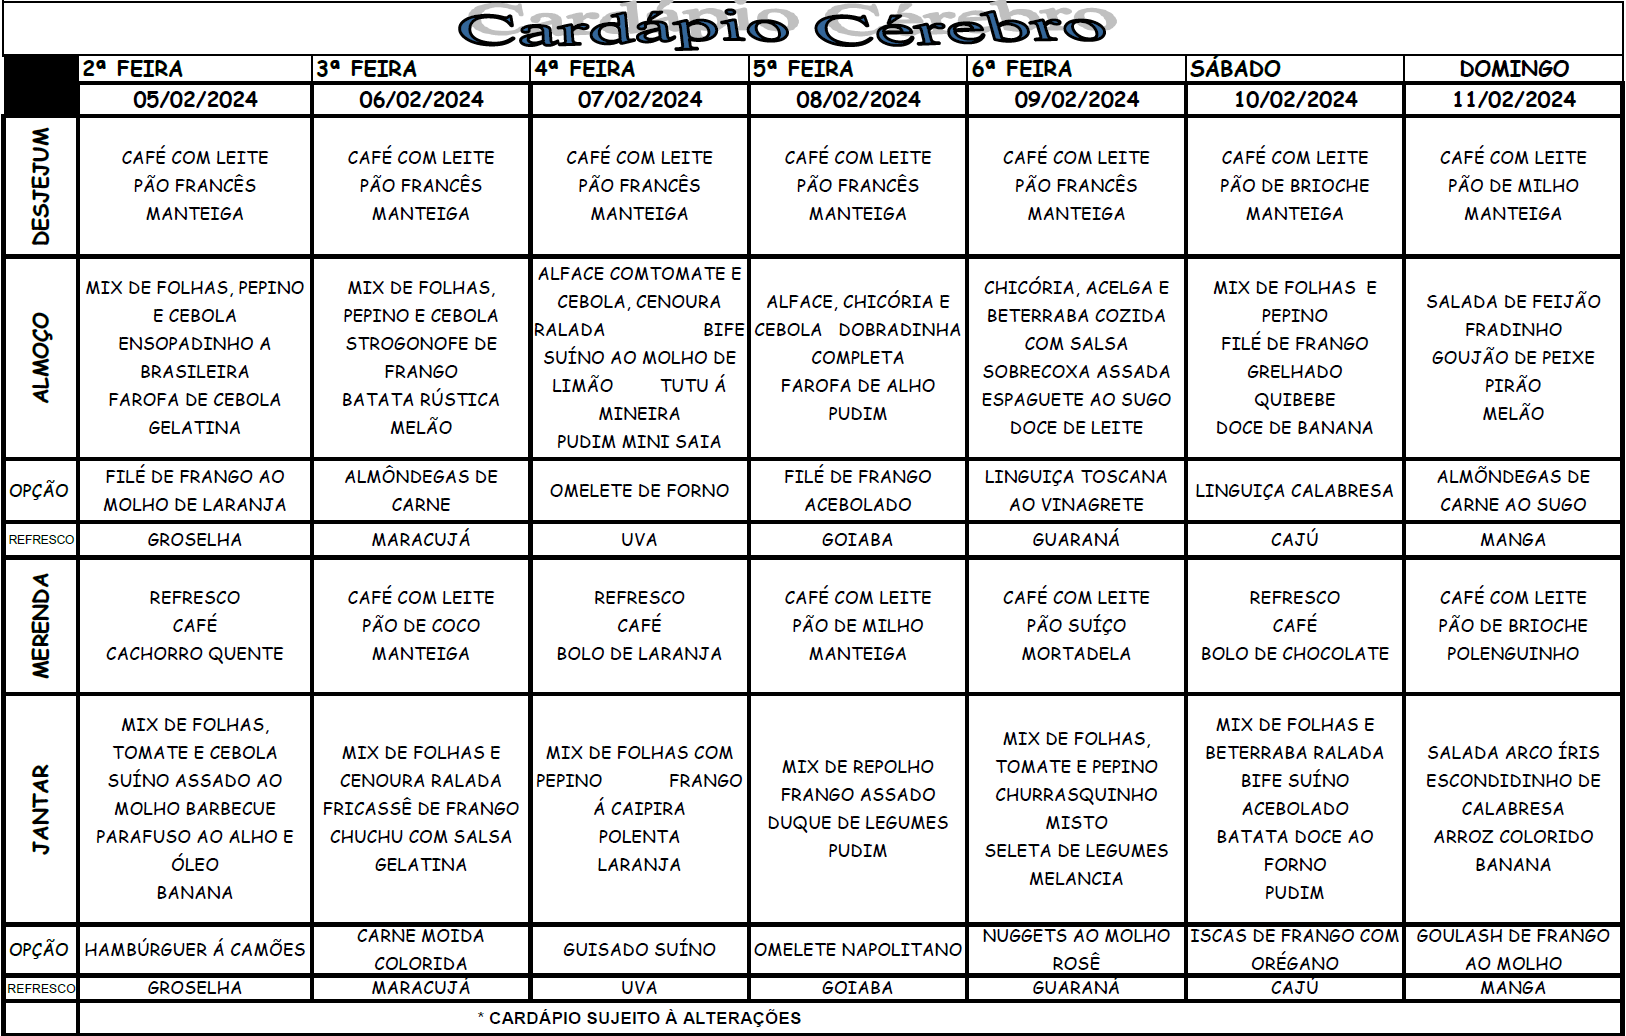 Cardápio Cérebro
2ª FEIRA 3ª FEIRA 4ª FEIRA 5ª FEIRA 6ª FEIRA SÁBADO DOMINGO
05/02/2024 06/02/2024 07/02/2024 08/02/2024 09/02/2024 10/02/2024 11/02/2024
DESJEJUM
CAFÉ COM LEITE
PÃO FRANCÊS
MANTEIGA
CAFÉ COM LEITE
PÃO FRANCÊS
MANTEIGA
CAFÉ COM LEITE
PÃO FRANCÊS
MANTEIGA
CAFÉ COM LEITE
PÃO FRANCÊS
MANTEIGA
CAFÉ COM LEITE
PÃO FRANCÊS
MANTEIGA
CAFÉ COM LEITE
PÃO DE BRIOCHE
MANTEIGA
CAFÉ COM LEITE
PÃO DE MILHO
MANTEIGA
ALMOÇO
MIX DE FOLHAS, PEPINO
E CEBOLA
ENSOPADINHO A
BRASILEIRA
FAROFA DE CEBOLA
GELATINA
MIX DE FOLHAS,
PEPINO E CEBOLA
STROGONOFE DE
FRANGO
BATATA RÚSTICA
MELÃO
ALFACE COMTOMATE E
CEBOLA, CENOURA
RALADA BIFE
SUÍNO AO MOLHO DE
LIMÃO TUTU Á
MINEIRA
PUDIM MINI SAIA
ALFACE, CHICÓRIA E
CEBOLA DOBRADINHA
COMPLETA
FAROFA DE ALHO
PUDIM
CHICÓRIA, ACELGA E
BETERRABA COZIDA
COM SALSA
SOBRECOXA ASSADA
ESPAGUETE AO SUGO
DOCE DE LEITE
MIX DE FOLHAS E
PEPINO
FILÉ DE FRANGO
GRELHADO
QUIBEBE
DOCE DE BANANA
SALADA DE FEIJÃO
FRADINHO
GOUJÃO DE PEIXE
PIRÃO
MELÃO
OPÇÃO
FILÉ DE FRANGO AO
MOLHO DE LARANJA
ALMÔNDEGAS DE
CARNE
OMELETE DE FORNO
FILÉ DE FRANGO
ACEBOLADO
LINGUIÇA TOSCANA
AO VINAGRETE
LINGUIÇA CALABRESA
ALMÕNDEGAS DE
CARNE AO SUGO
REFRESCO GROSELHA MARACUJÁ UVA GOIABA GUARANÁ CAJÚ MANGA
MERENDA
REFRESCO
CAFÉ
CACHORRO QUENTE
CAFÉ COM LEITE
PÃO DE COCO
MANTEIGA
REFRESCO
CAFÉ
BOLO DE LARANJA
CAFÉ COM LEITE
PÃO DE MILHO
MANTEIGA
CAFÉ COM LEITE
PÃO SUÍÇO
MORTADELA
REFRESCO
CAFÉ
BOLO DE CHOCOLATE
CAFÉ COM LEITE
PÃO DE BRIOCHE
POLENGUINHO
JANTAR
MIX DE FOLHAS,
TOMATE E CEBOLA
SUÍNO ASSADO AO
MOLHO BARBECUE
PARAFUSO AO ALHO E
ÓLEO
BANANA
MIX DE FOLHAS E
CENOURA RALADA
FRICASSÊ DE FRANGO
CHUCHU COM SALSA
GELATINA
MIX DE FOLHAS COM
PEPINO FRANGO
Á CAIPIRA
POLENTA
LARANJA
MIX DE REPOLHO
FRANGO ASSADO
DUQUE DE LEGUMES
PUDIM
MIX DE FOLHAS,
TOMATE E PEPINO
CHURRASQUINHO
MISTO
SELETA DE LEGUMES
MELANCIA
MIX DE FOLHAS E
BETERRABA RALADA
BIFE SUÍNO
ACEBOLADO
BATATA DOCE AO
FORNO
PUDIM
SALADA ARCO ÍRIS
ESCONDIDINHO DE
CALABRESA
ARROZ COLORIDO
BANANA
OPÇÃO
HAMBÚRGUER Á CAMÕES
CARNE MOIDA
COLORIDA
GUISADO SUÍNO
OMELETE NAPOLITANO
NUGGETS AO MOLHO
ROSÊ
ISCAS DE FRANGO COM
ORÉGANO
GOULASH DE FRANGO
AO MOLHO
REFRESCO GROSELHA MARACUJÁ UVA GOIABA GUARANÁ CAJÚ MANGA
* CARDÁPIO SUJEITO À ALTERAÇÕES